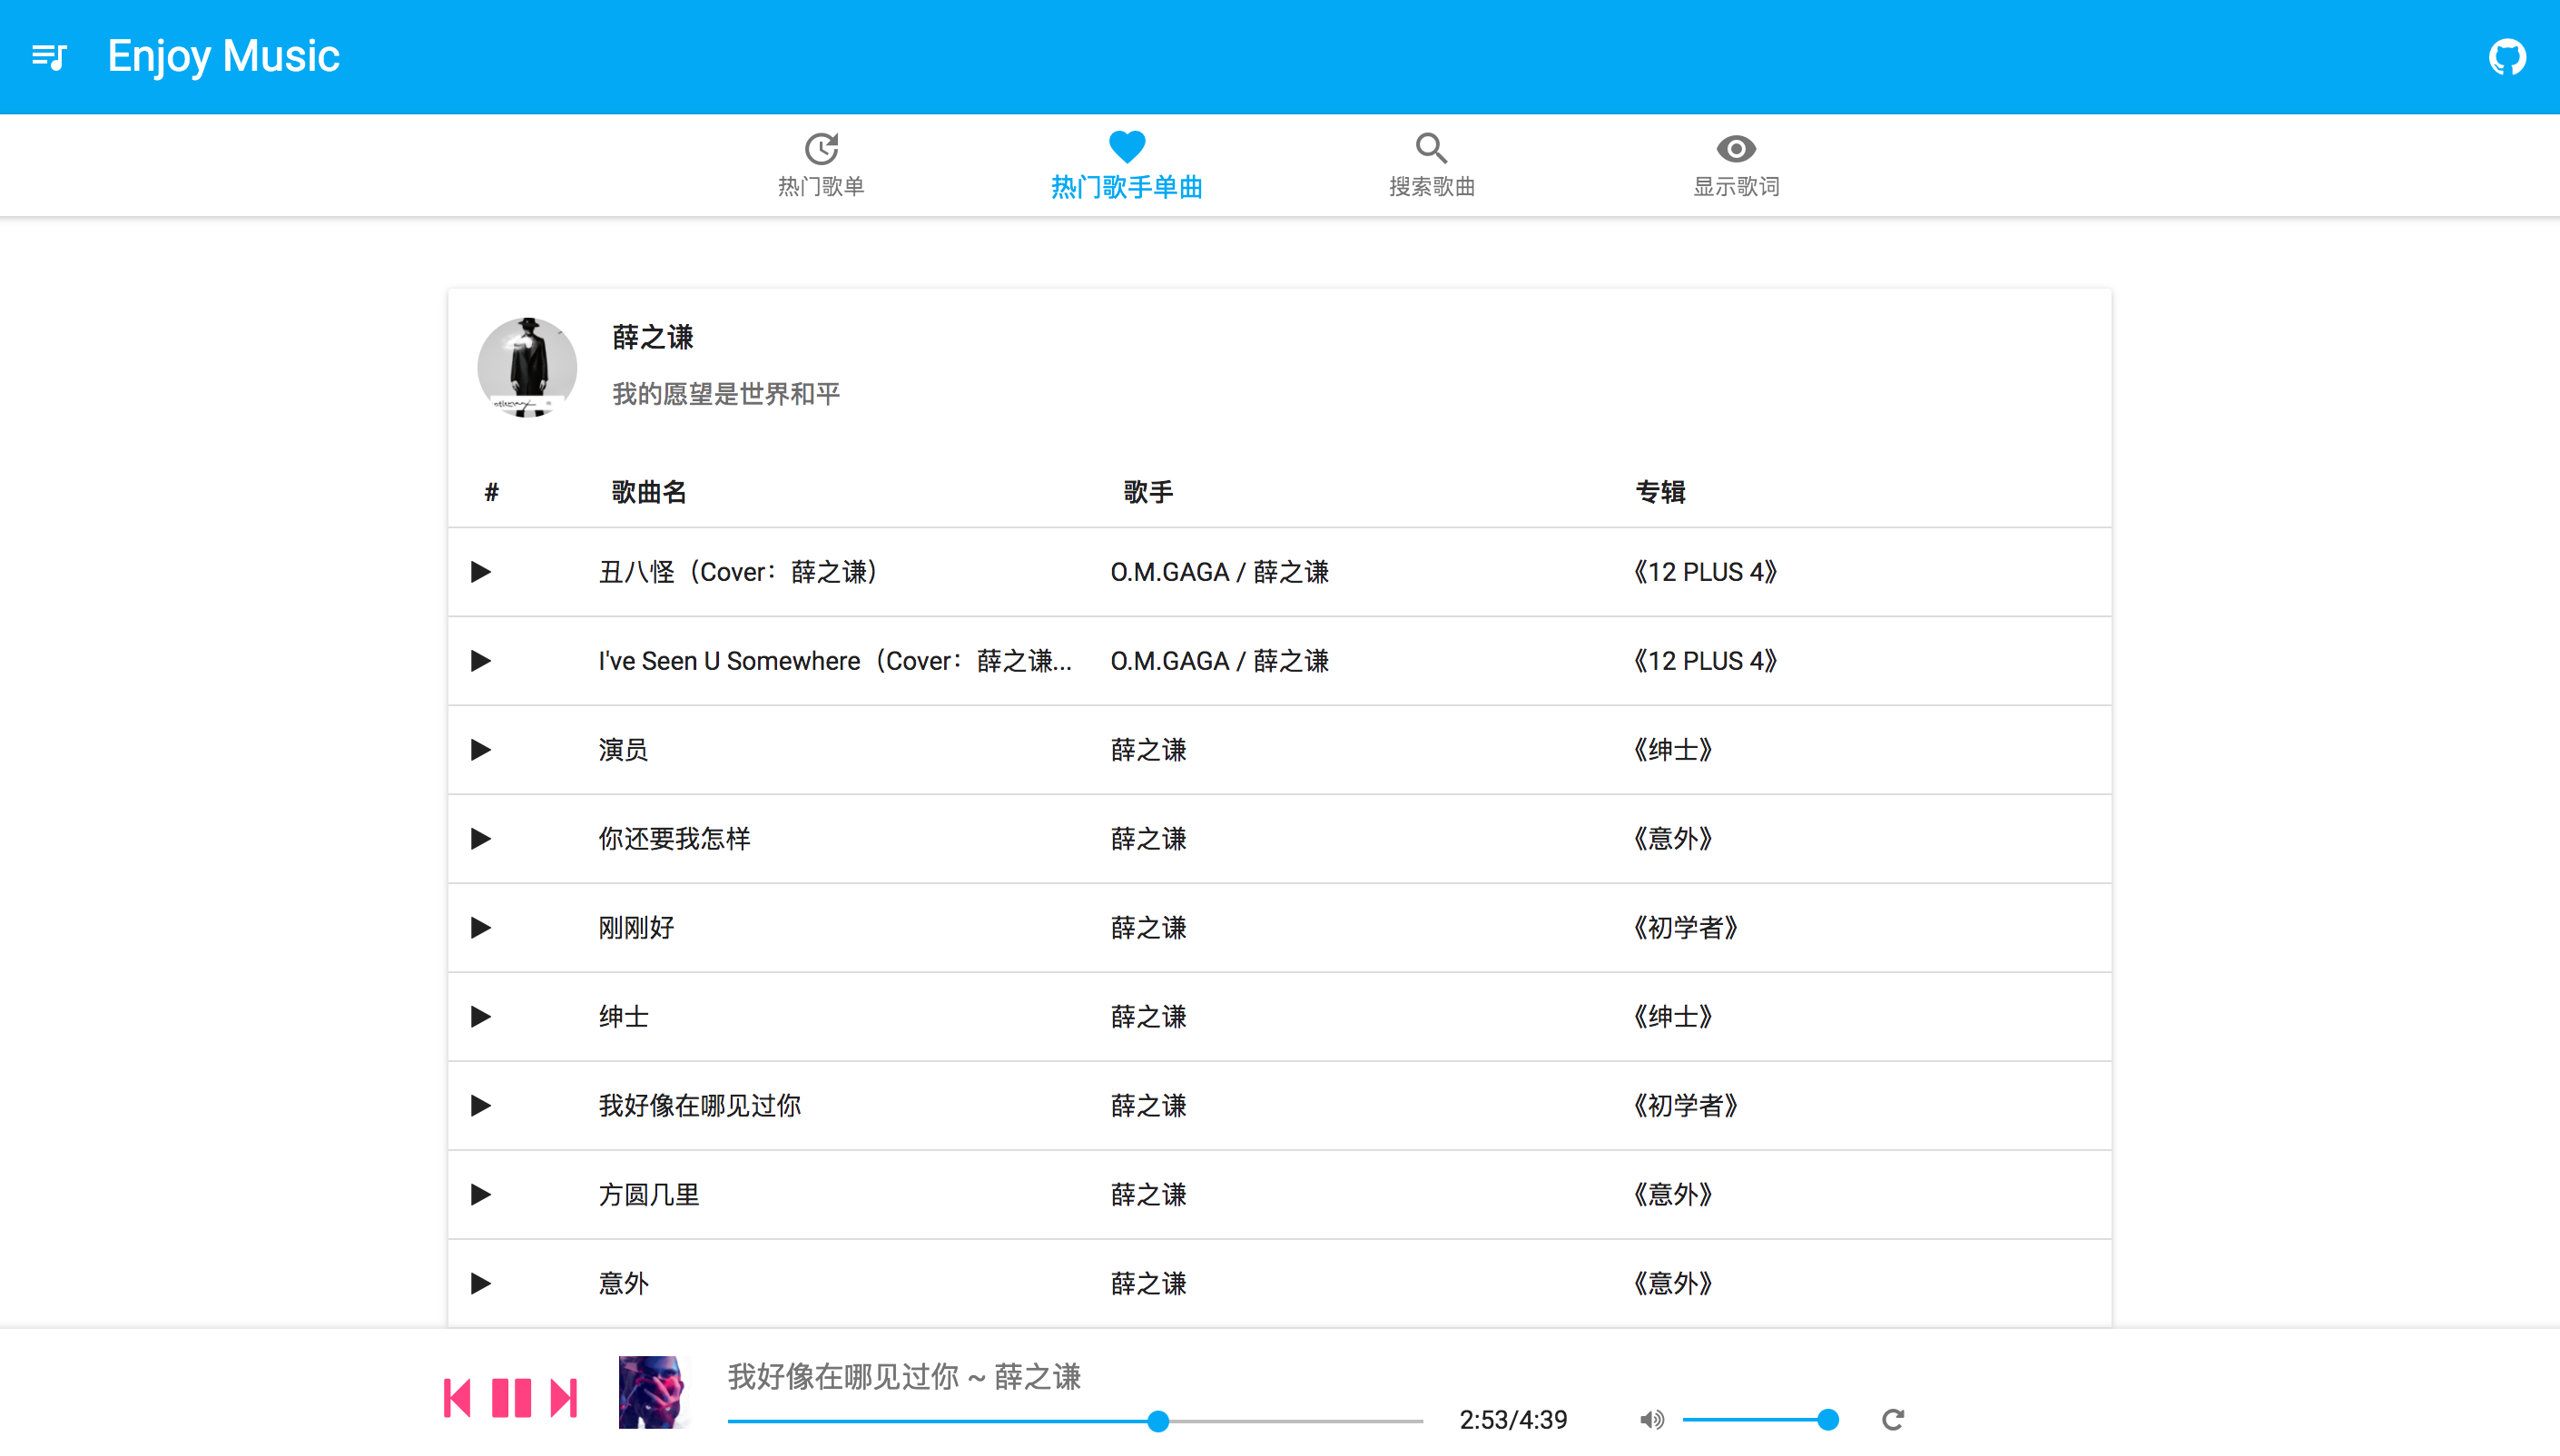 Enjoy Music
热门歌单 热门歌手单曲 搜索歌曲 显示歌词
薛之谦
我的愿望是世界和平
# 歌曲名 歌手 专辑
丑八怪（Cover：薛之谦） O.M.GAGA / 薛之谦 《12 PLUS 4》
I've Seen U Somewhere（Cover：薛之谦... O.M.GAGA / 薛之谦 《12 PLUS 4》
演员 薛之谦 《绅士》
你还要我怎样 薛之谦 《意外》
刚刚好 薛之谦 《初学者》
绅士 薛之谦 《绅士》
我好像在哪见过你 薛之谦 《初学者》
方圆几里 薛之谦 《意外》
意外 薛之谦 《意外》
我好像在哪见过你 ~ 薛之谦
2:53/4:39